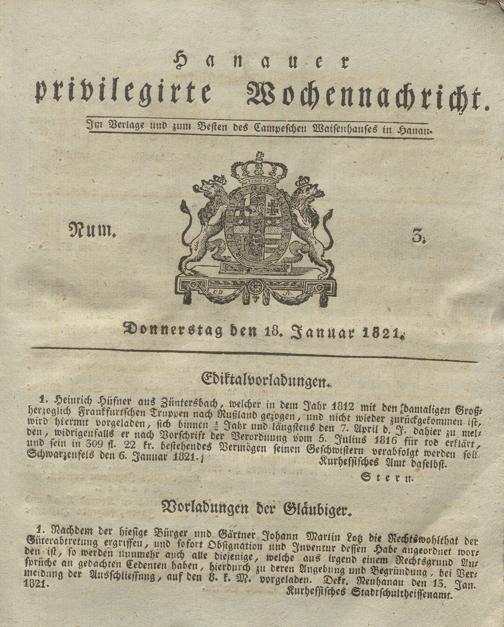 Hanauer
privilegirte Wochennachricht.
Im Verlage und zum Besten des Campeschen Waisenhauses in Hanau.
Num. 3.
Donnerstag den 18. Januar 1821.
Ediktalvorladungen.
1. Heinrich Hüfner aus Züntersbach, welcher in dem Jahr 1812 mit den damaligen Groß-
herzoglich Frankfurtschen Truppen nach Rußland gezogen, und nicht wieder zurückgekommen ist,
wird hiermit vorgeladen, sich binnen ¼ Jahr und längstens den 7. April d. J. dahier zu mel-
den, widrigenfalls er nach Vorschrift der Verordnung vom 5. Julius 1816 für tod erklärt,
und sein in 309 fl. 22 kr. bestehendes Vermögen seinen Geschwistern verabfolgt werden soll.
Schwarzenfels den 6. Januar 1821. Kurhessisches Amt daselbst.
Stern.
Vorladungen der Gläubiger.
1. Nachdem der hiesige Bürger und Gärtner Johann Martin Lotz die Rechtswohlthat der
Güterabtretung ergriffen, und sofort Obsignation und Inventur dessen Habe angeordnet wor-
den ist, so werden nunmehr auch alle diejenige, welche aus irgend einem Rechtsgrund An-
sprüche an gedachten Cedenten haben, hierdurch zu deren Angebung und Begründung, bei Ver-
meidung der Ausschliessung, auf den 8. k. M. vorgeladen. Dekr. Neuhanau den 15. Jan.
1821. Kurhessisches Stadtschultheissenamt.